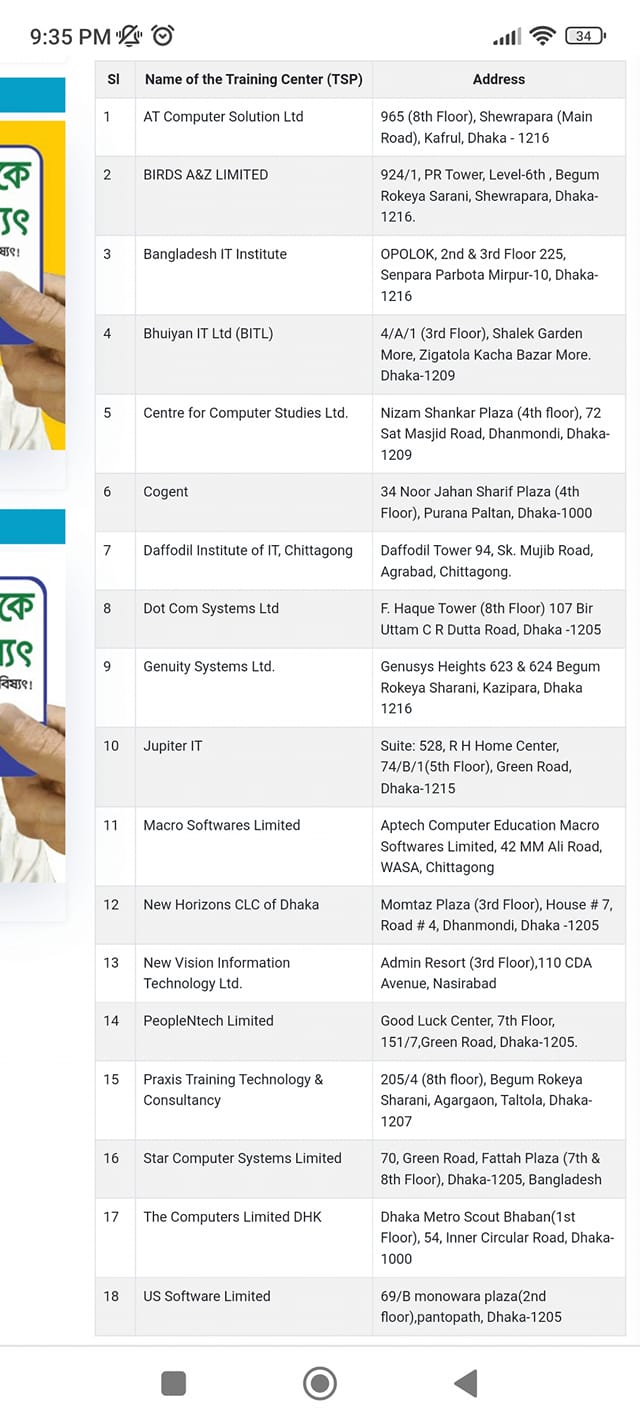 9:35 PM
34
Sl Name of the Training Center (TSP) Address
1 AT Computer Solution Ltd 965 (8th Floor), Shewrapara (Main
Road), Kafrul, Dhaka - 1216
2 BIRDS A&Z LIMITED 924/1, PR Tower, Level-6th , Begum
Rokeya Sarani, Shewrapara, Dhaka-
1216.
3 Bangladesh IT Institute OPOLOK, 2nd & 3rd Floor 225,
Senpara Parbota Mirpur-10, Dhaka-
1216
4 Bhuiyan IT Ltd (BITL) 4/A/1 (3rd Floor), Shalek Garden
More, Zigatola Kacha Bazar More.
Dhaka-1209
5 Centre for Computer Studies Ltd. Nizam Shankar Plaza (4th floor), 72
Sat Masjid Road, Dhanmondi, Dhaka-
1209
6 Cogent 34 Noor Jahan Sharif Plaza (4th
Floor), Purana Paltan, Dhaka-1000
7 Daffodil Institute of IT, Chittagong Daffodil Tower 94, Sk. Mujib Road,
Agrabad, Chittagong.
8 Dot Com Systems Ltd F. Haque Tower (8th Floor) 107 Bir
Uttam C R Dutta Road, Dhaka -1205
9 Genuity Systems Ltd. Genusys Heights 623 & 624 Begum
Rokeya Sharani, Kazipara, Dhaka
1216
10 Jupiter IT Suite: 528, R H Home Center,
74/B/1(5th Floor), Green Road,
Dhaka-1215
11 Macro Softwares Limited Aptech Computer Education Macro
Softwares Limited, 42 MM Ali Road,
WASA, Chittagong
12 New Horizons CLC of Dhaka Momtaz Plaza (3rd Floor), House # 7,
Road # 4, Dhanmondi, Dhaka -1205
13 New Vision Information Admin Resort (3rd Floor),110 CDA
Technology Ltd. Avenue, Nasirabad
14 PeopleNtech Limited Good Luck Center, 7th Floor,
151/7,Green Road, Dhaka-1205.
15 Praxis Training Technology & 205/4 (8th floor), Begum Rokeya
Consultancy Sharani, Agargaon, Taltola, Dhaka-
1207
16 Star Computer Systems Limited 70, Green Road, Fattah Plaza (7th &
8th Floor), Dhaka-1205, Bangladesh
17 The Computers Limited DHK Dhaka Metro Scout Bhaban(1st
Floor), 54, Inner Circular Road, Dhaka-
1000
18 US Software Limited 69/B monowara plaza(2nd
floor),pantopath, Dhaka-1205